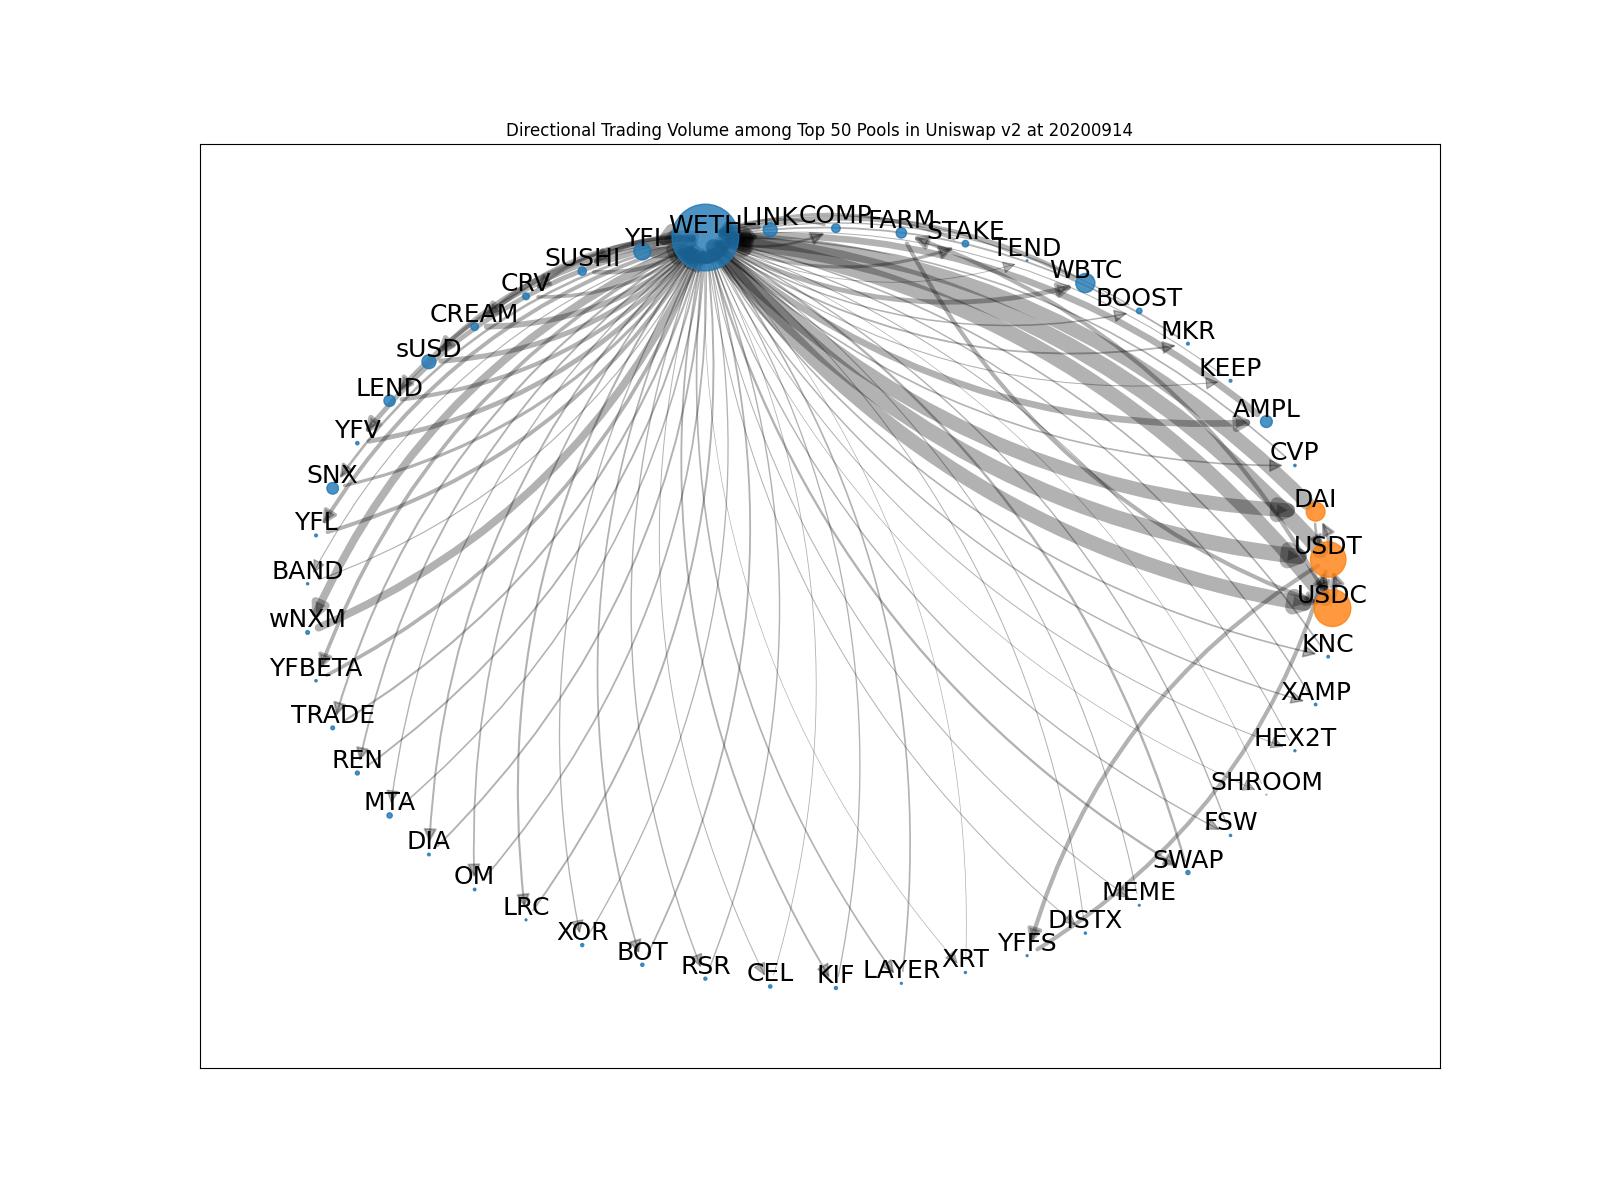 Directional Trading Volume among Top 50 Pools in Uniswap v2 at 20200914
WETH
LINK
COMP
FARM
STAKE
TEND
WBTC
BOOST
MKR
KEEP
AMPL
CVP
DAI
USDT
USDC
KNC
XAMP
HEX2T
SHROOM
FSW
SWAP
MEME
DISTX
YFFS
XRT
LAYER
KIF
CEL
RSR
BOT
XOR
LRC
OM
DIA
MTA
REN
TRADE
YFBETA
wNXM
BAND
YFL
SNX
YFV
LEND
sUSD
CREAM
CRV
SUSHI
YFI